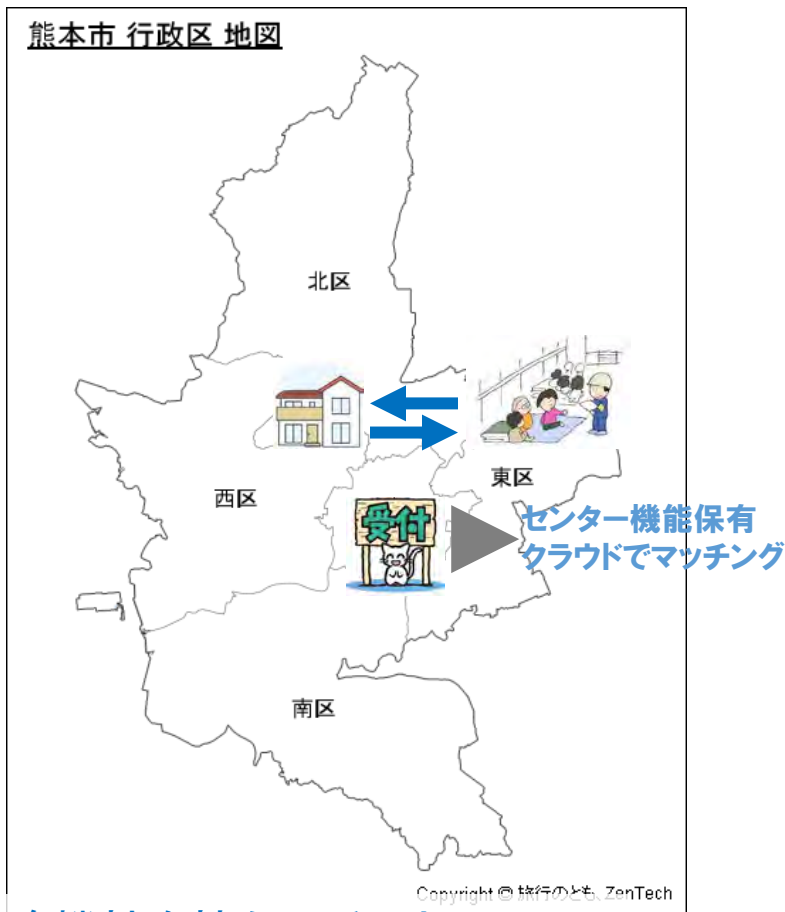 熊本市 行政区 地図
北区
東区
西区
受付
センター機能保有
クラウドでマッチング
南区
Copyright © 旅行のとも、ZenTech